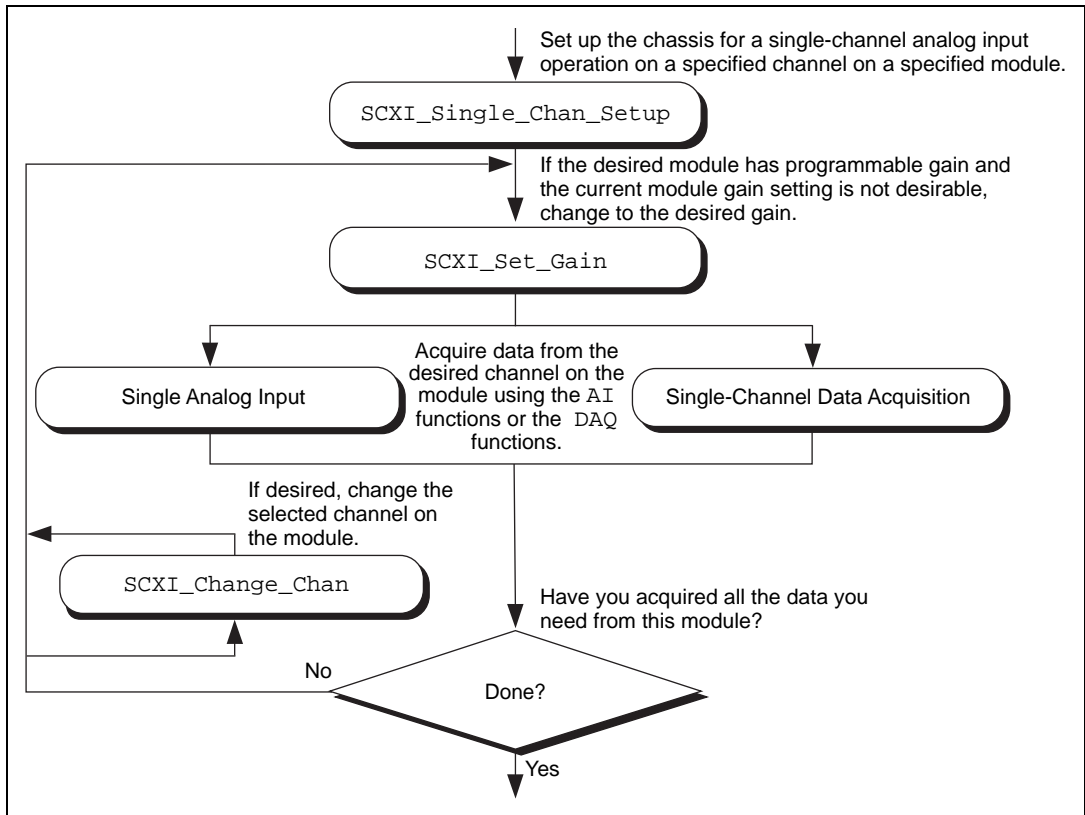 Set up the chassis for a single-channel analog input
operation on a specified channel on a specified module.
SCXI_Single_Chan_Setup
If the desired module has programmable gain and
the current module gain setting is not desirable,
change to the desired gain.
SCXI_Set_Gain
Single Analog Input
Acquire data from the
desired channel on the
module using the AI
functions or the DAQ
functions.
Single-Channel Data Acquisition
If desired, change the
selected channel on
the module.
SCXI_Change_Chan
Have you acquired all the data you
need from this module?
No
Done?
Yes